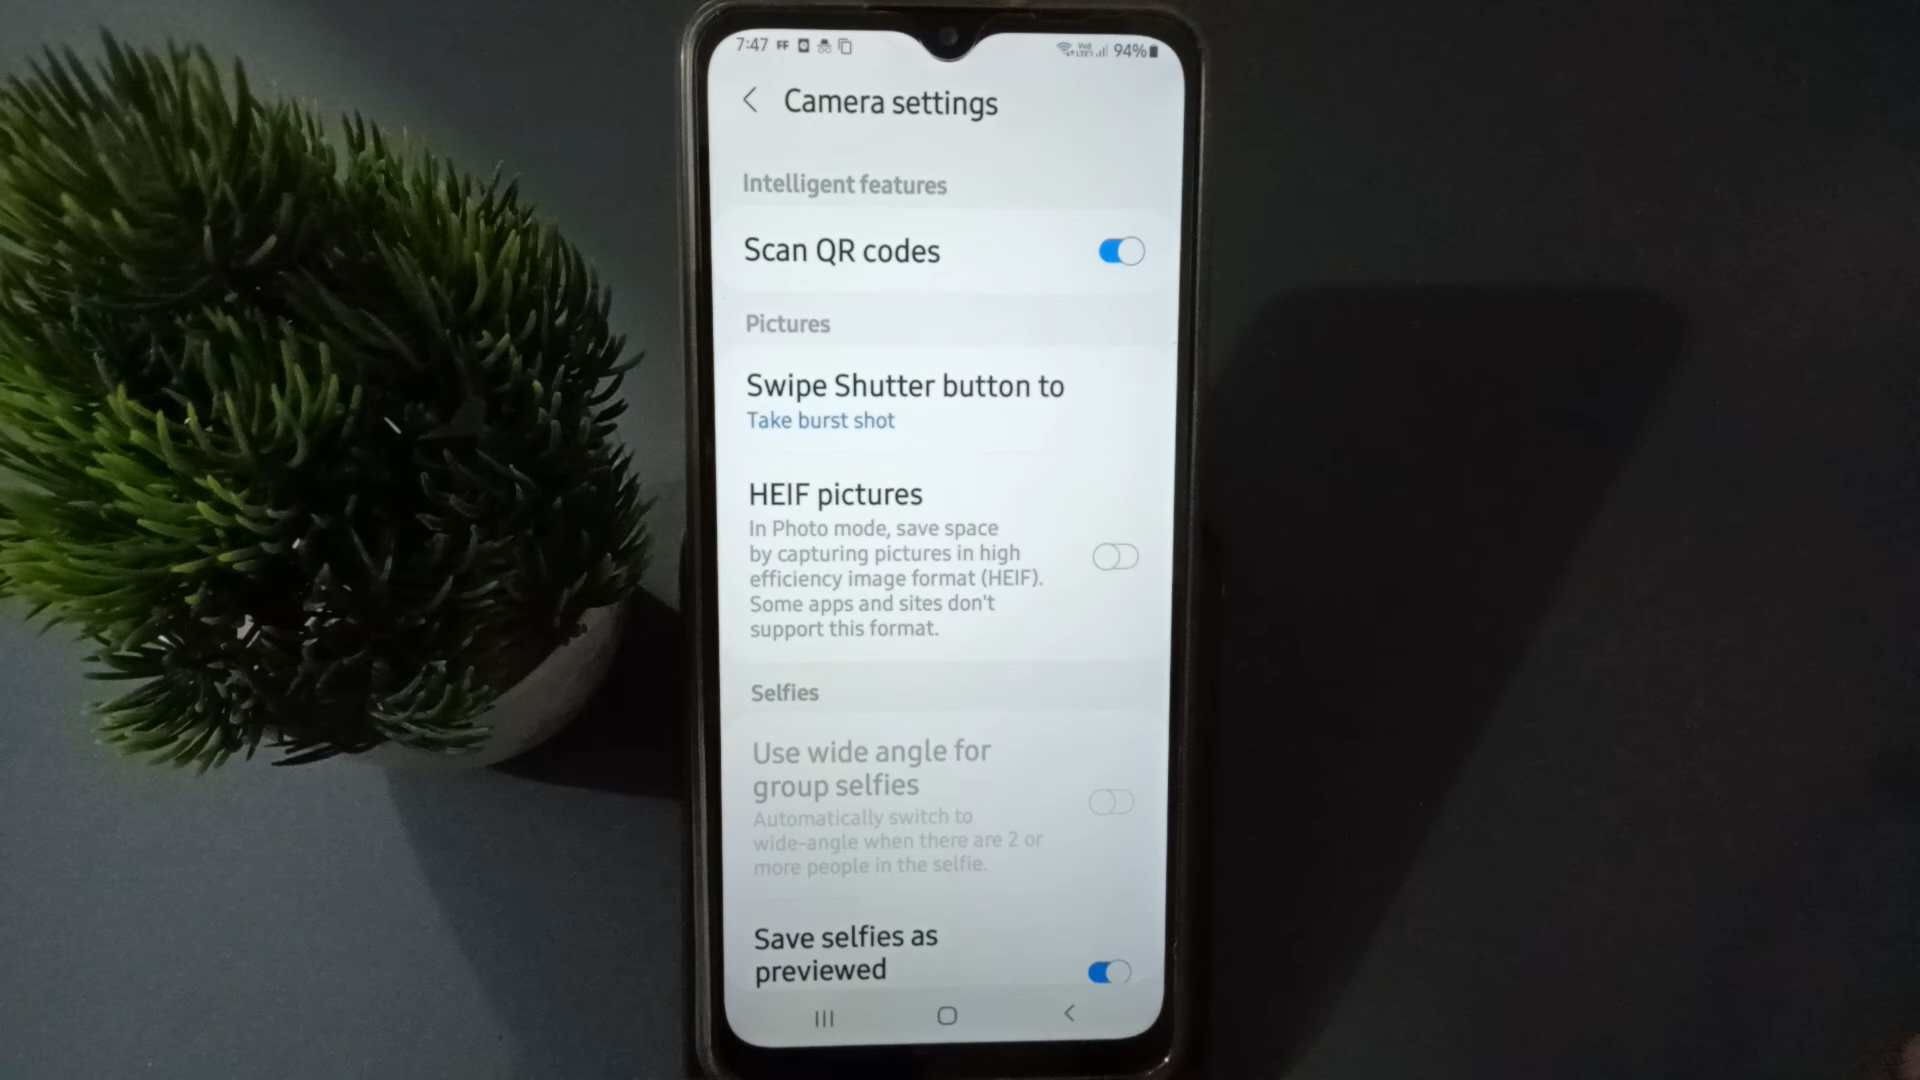 7:47 FF 94%
Camera settings
Intelligent features
Scan QR codes
Pictures
Swipe Shutter button to
Take burst shot
HEIF pictures
In Photo mode, save space
by capturing pictures in high
efficiency image format (HEIF).
Some apps and sites don't
support this format.
Selfies
Use wide angle for
group selfies
Automatically switch to
wide-angle when there are 2 or
more people in the selfie.
Save selfies as
previewed